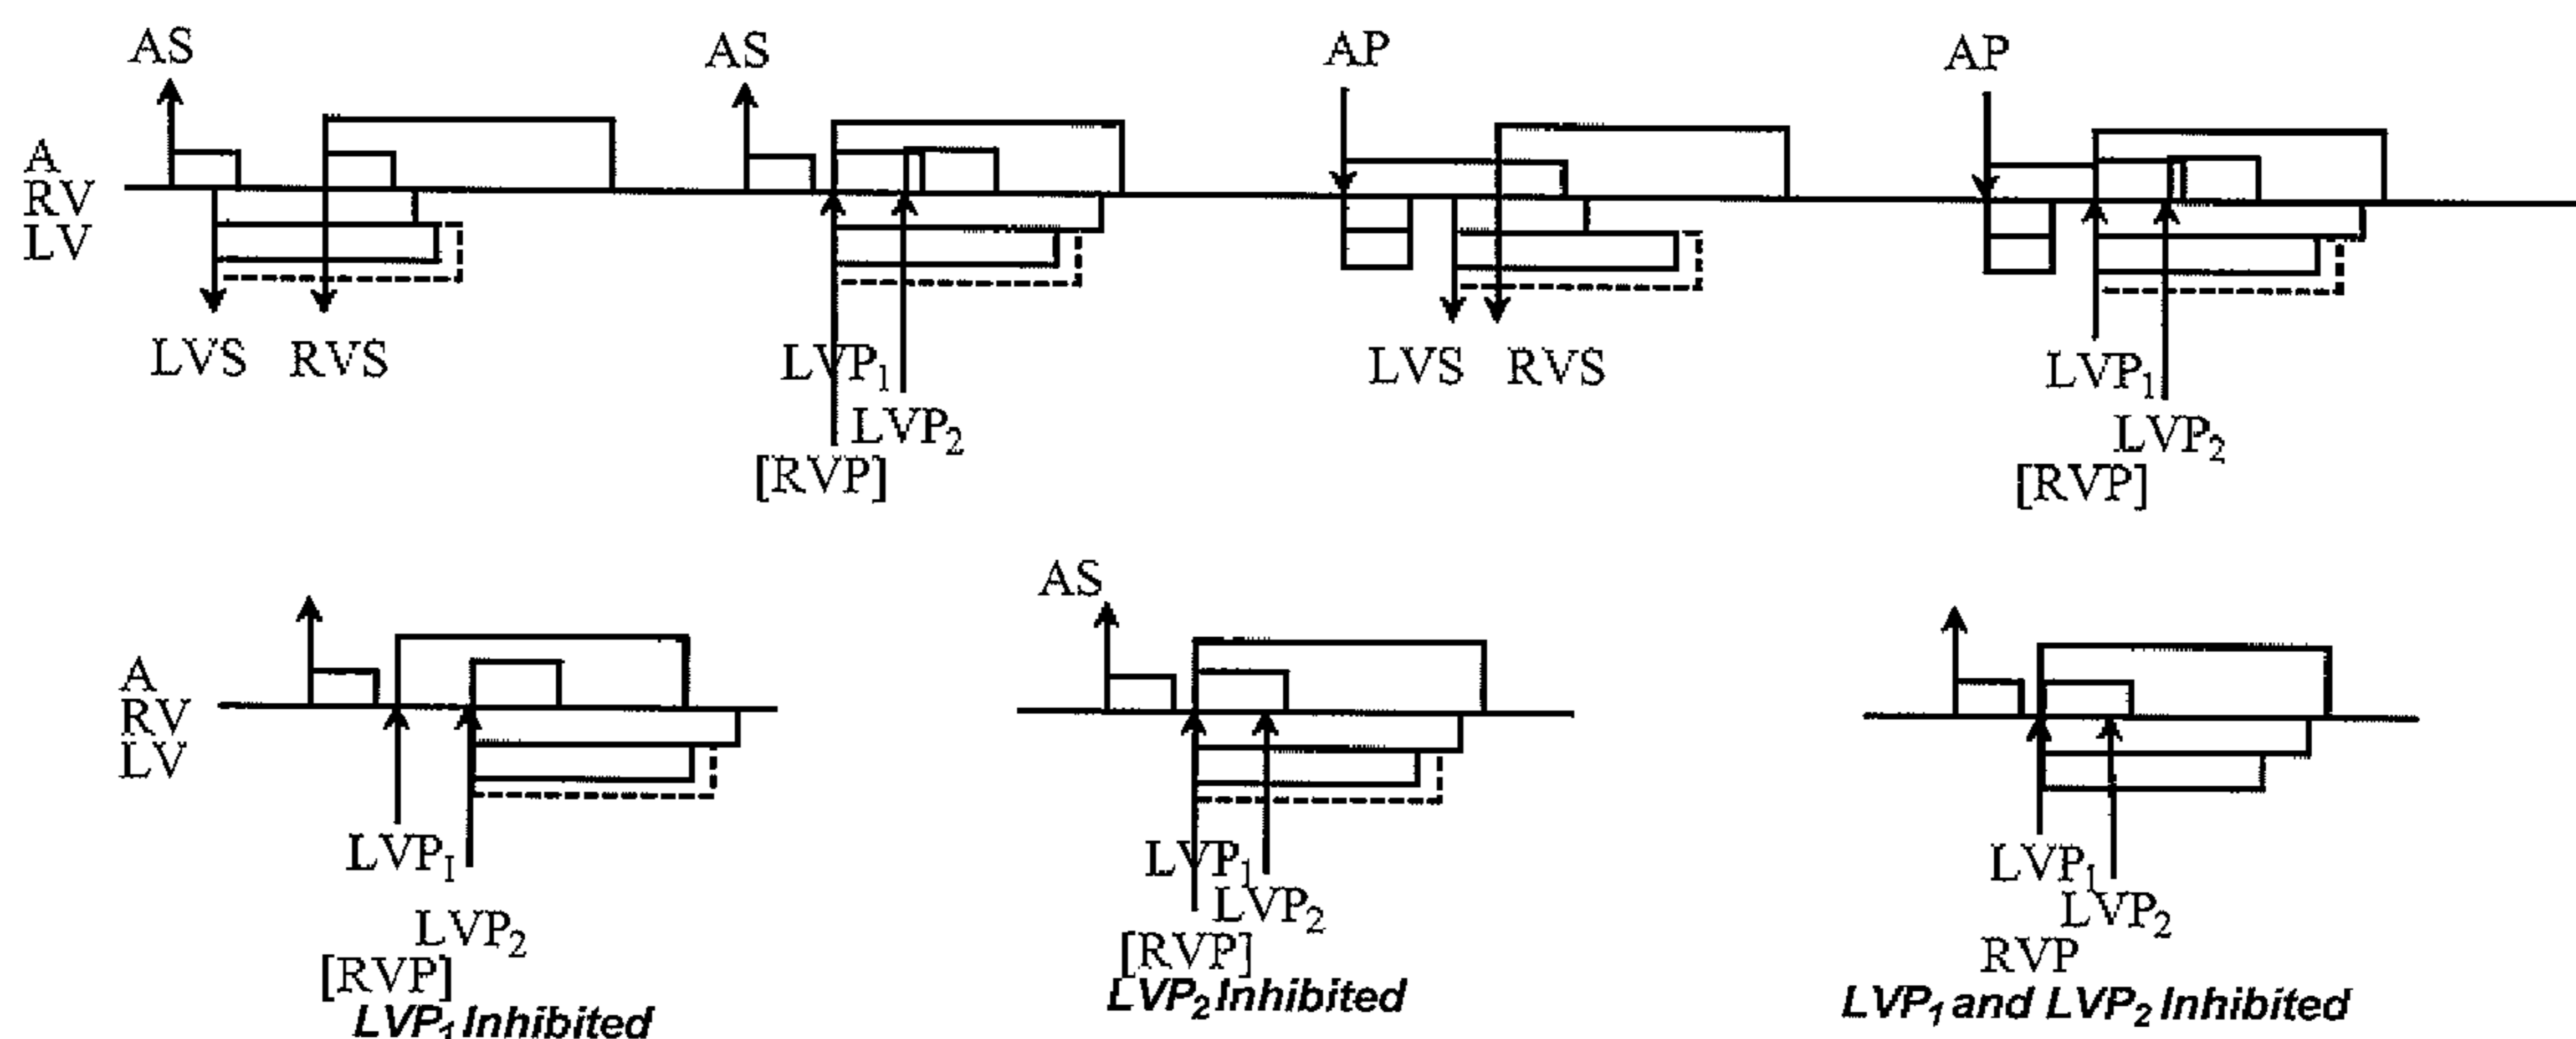 AS AS AP AP
A
RV
LV
LVS RVS LVP1 LVS RVS LVP1
LVP2 LVP2
[RVP] [RVP]
AS
A
RV
LV
LVPI LVP1 LVP1
LVP2 LVP2 LVP2
[RVP] [RVP] RVP
LVP1 Inhibited LVP2 Inhibited LVP1 and LVP2 Inhibited